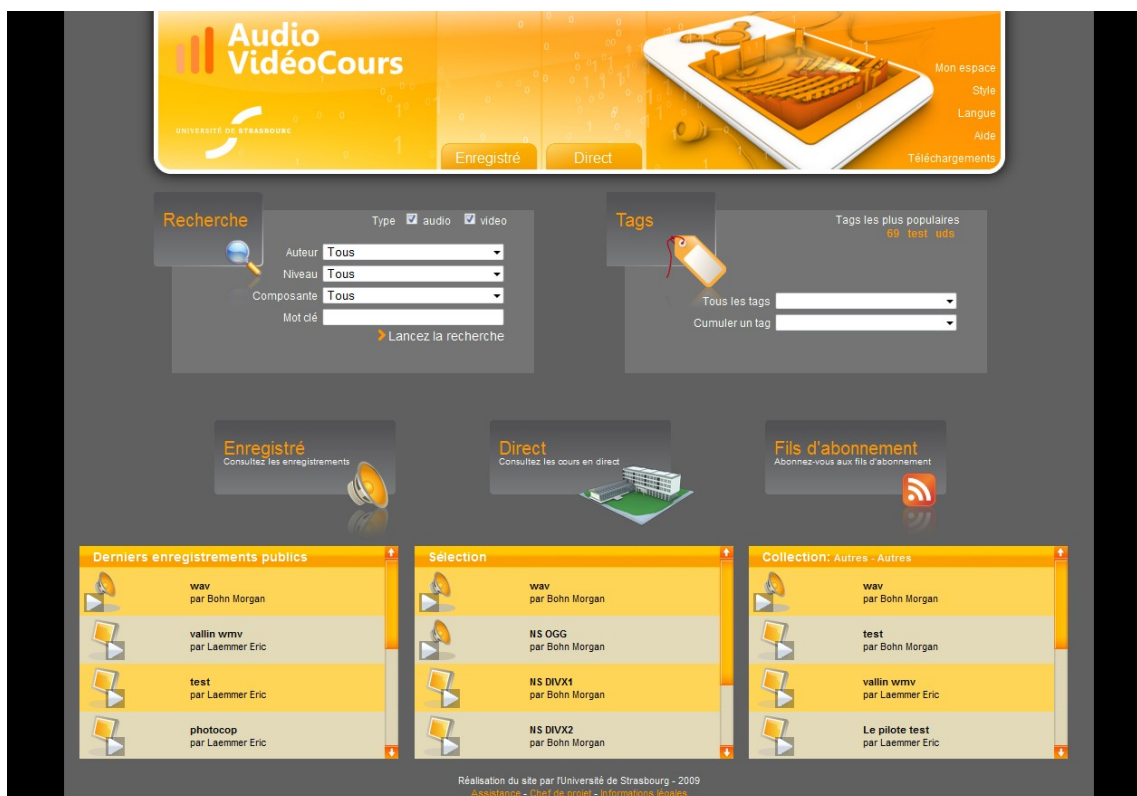 Audio
VidéoCours
UNIVERSITÉ DE STRASBOURG
Enregistré
Direct
Mon espace
Style
Langue
Aide
Téléchargements
Recherche
Type audio video
Auteur Tous
Niveau Tous
Composante Tous
Mot clé
Lancez la recherche
Tags
Tags les plus populaires
69 test uds
Tous les tags
Cumuler un tag
Enregistré
Consultez les enregistrements
Direct
Consultez les cours en direct
Fils d'abonnement
Abonnez-vous aux fils d'abonnement
Derniers enregistrements publics
wav
par Bohn Morgan
vallin wmv
par Laemmer Eric
test
par Laemmer Eric
photocop
par Laemmer Eric
Sélection
wav
par Bohn Morgan
NS OGG
par Bohn Morgan
NS DIVX1
par Bohn Morgan
NS DIVX2
par Bohn Morgan
Collection: Autres - Autres
wav
par Bohn Morgan
test
par Bohn Morgan
vallin wmv
par Laemmer Eric
Le pilote test
par Laemmer Eric
Réalisation du site par l'Université de Strasbourg - 2009
Assistance - Chef de projet - Informations légales